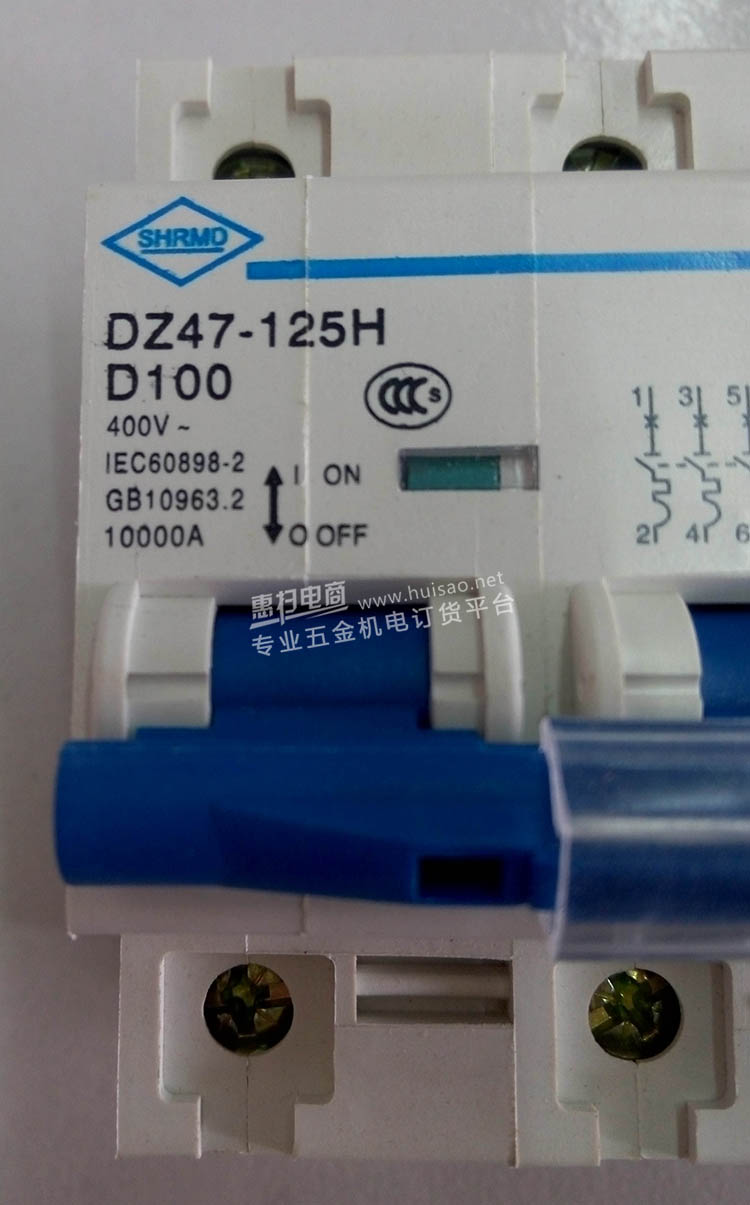 SHRMD
DZ47-125H
D100
CCC S
400V ~
IEC60898-2
GB10963.2
10000A
I ON
O OFF
1 3 5
2 4 6
惠扫电商 www.huisao.net
专业五金机电订货平台